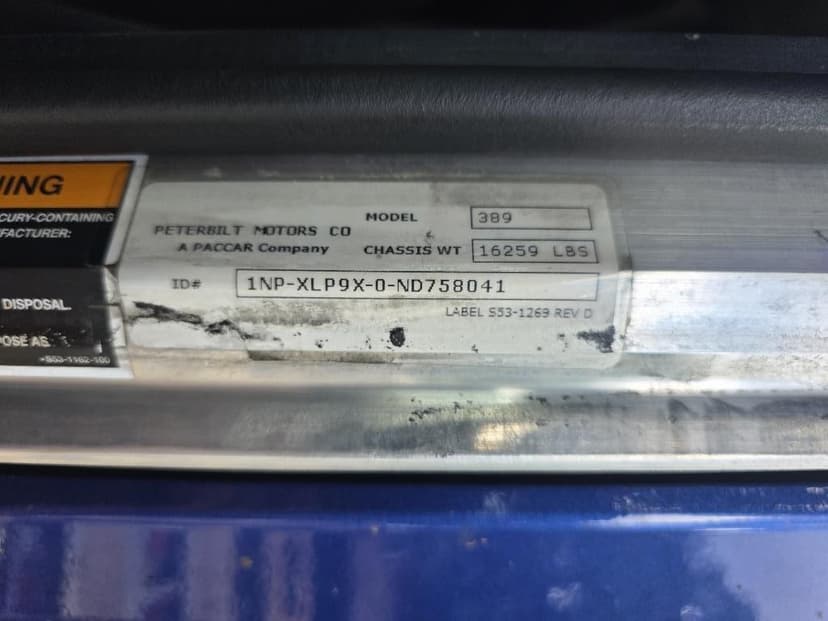 ING
CURY-CONTAINING
FACTURER:
DISPOSAL.
POSE AS
PETERBILT MOTORS CO
A PACCAR Company
MODEL 389
CHASSIS WT 16259 LBS
ID# 1NP-XLP9X-0-ND758041
LABEL S53-1269 REV D